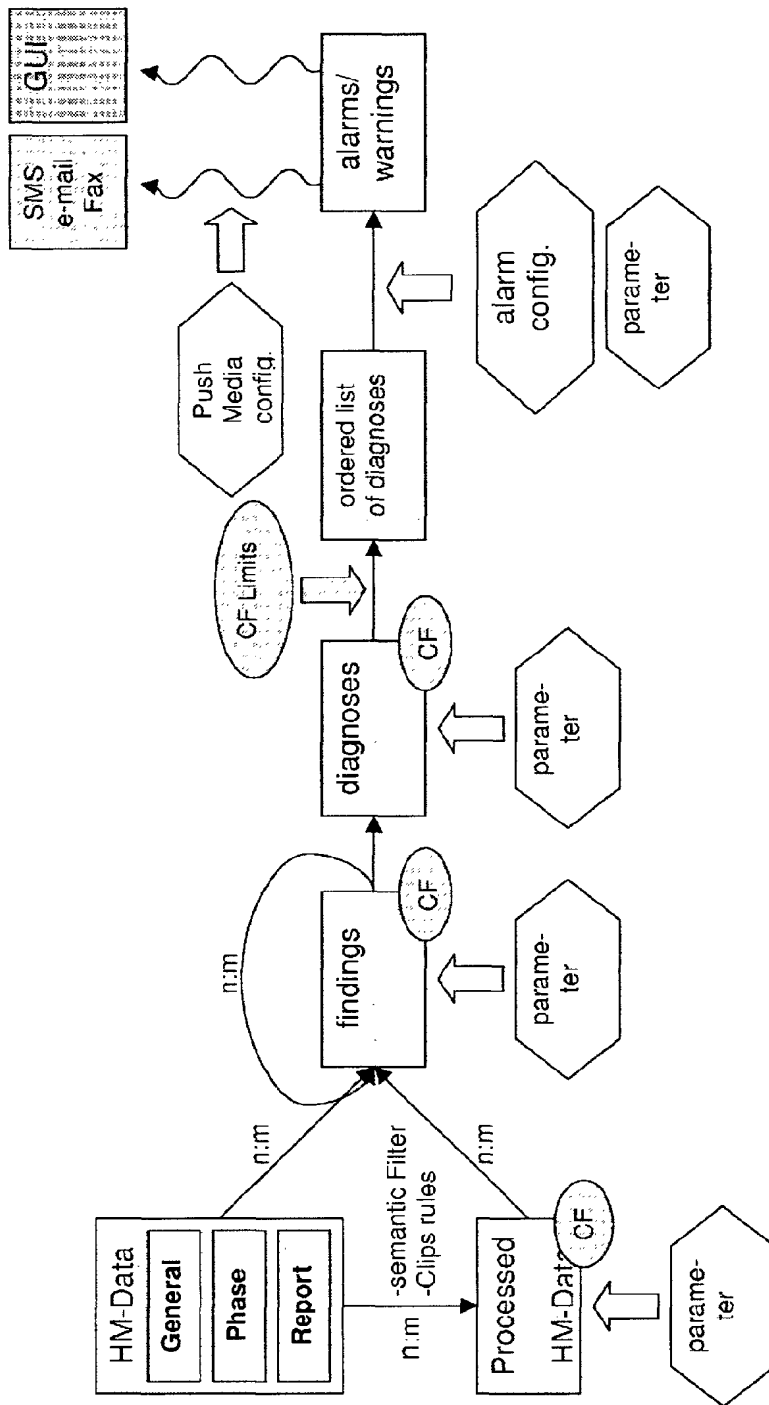 HM-Data
General
Phase
Report
n:m
-semantic Filter
-Clips rules
n:m
Processed
HM-Data
CF
parame-
ter
n:m
n:m
findings
CF
parame-
ter
diagnoses
CF
parame-
ter
CF Limits
ordered list
of diagnoses
Push
Media
config.
alarm
config.
parame-
ter
alarms/
warnings
SMS
e-mail
Fax
GUI